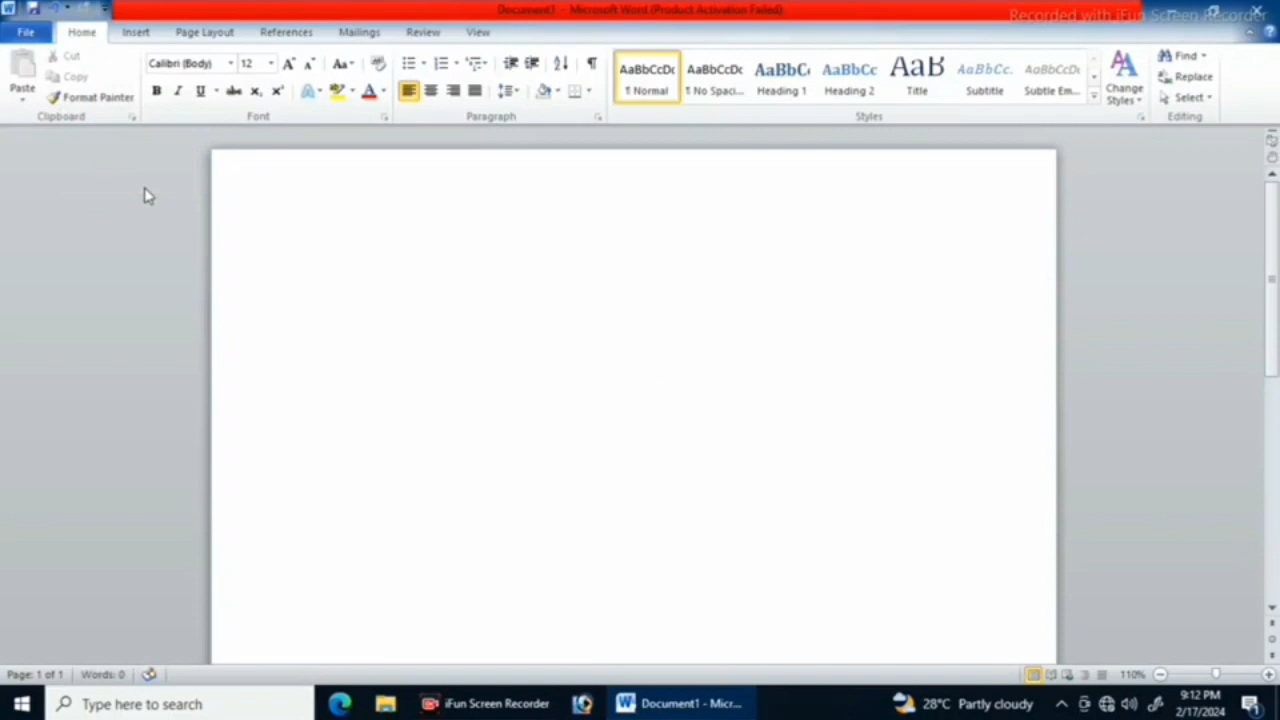 Document1 - Microsoft Word (Product Activation Failed)
Recorded with iFun Screen Recorder
File Home Insert Page Layout References Mailings Review View
Cut
Copy
Format Painter
Paste
Clipboard
Calibri (Body) 12
Font
Paragraph
AaBbCcDc AaBbCcDc AaBbC AaBbCc AaB AaBbCc. AaBbCcDc
¶ Normal ¶ No Spaci... Heading 1 Heading 2 Title Subtitle Subtle Em...
Change
Styles
Styles
Find
Replace
Select
Editing
Page: 1 of 1 Words: 0 110%
Type here to search iFun Screen Recorder Document1 - Micr... 28°C Partly cloudy
9:12 PM
2/17/2024